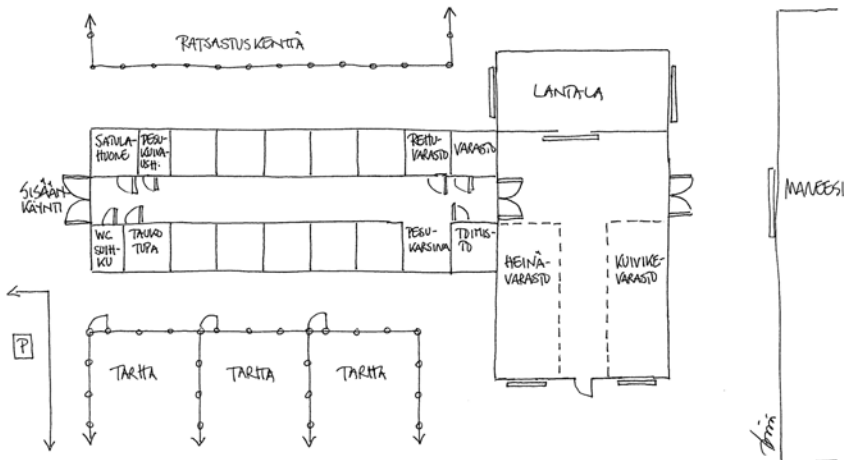 RATSASTUSKENTTÄ
LANTALA
SATULA-
HUONE
PESU-
KUIVA-
USH.
REHU-
VARASTO
VARASTO
SISÄÄN-
KÄYNTI
MANEESI
WC
SUIH-
KU
TAUKO
TUPA
PESU-
KARSINA
TOIMIS-
TO
HEINÄ-
VARASTO
KUIVIKE-
VARASTO
P
TARHA
TARHA
TARHA